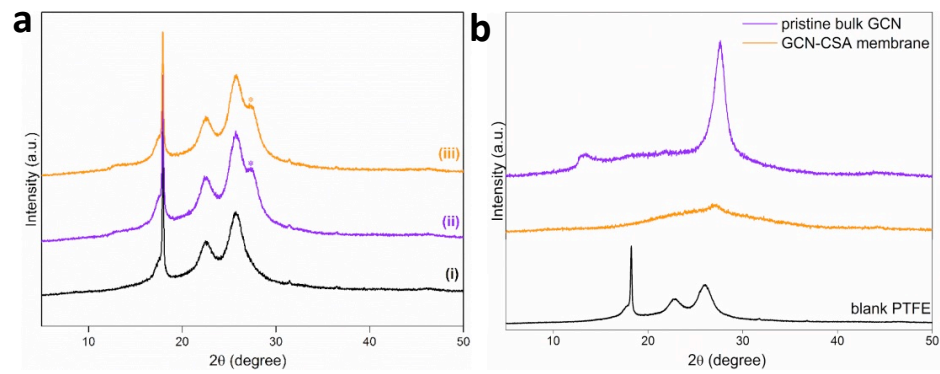 a
Intensity (a.u.)
(iii)
(ii)
(i)
10 20 30 40 50
2θ (degree)
b
pristine bulk GCN
GCN-CSA membrane
Intensity (a.u.)
blank PTFE
10 20 30 40 50
2θ (degree)